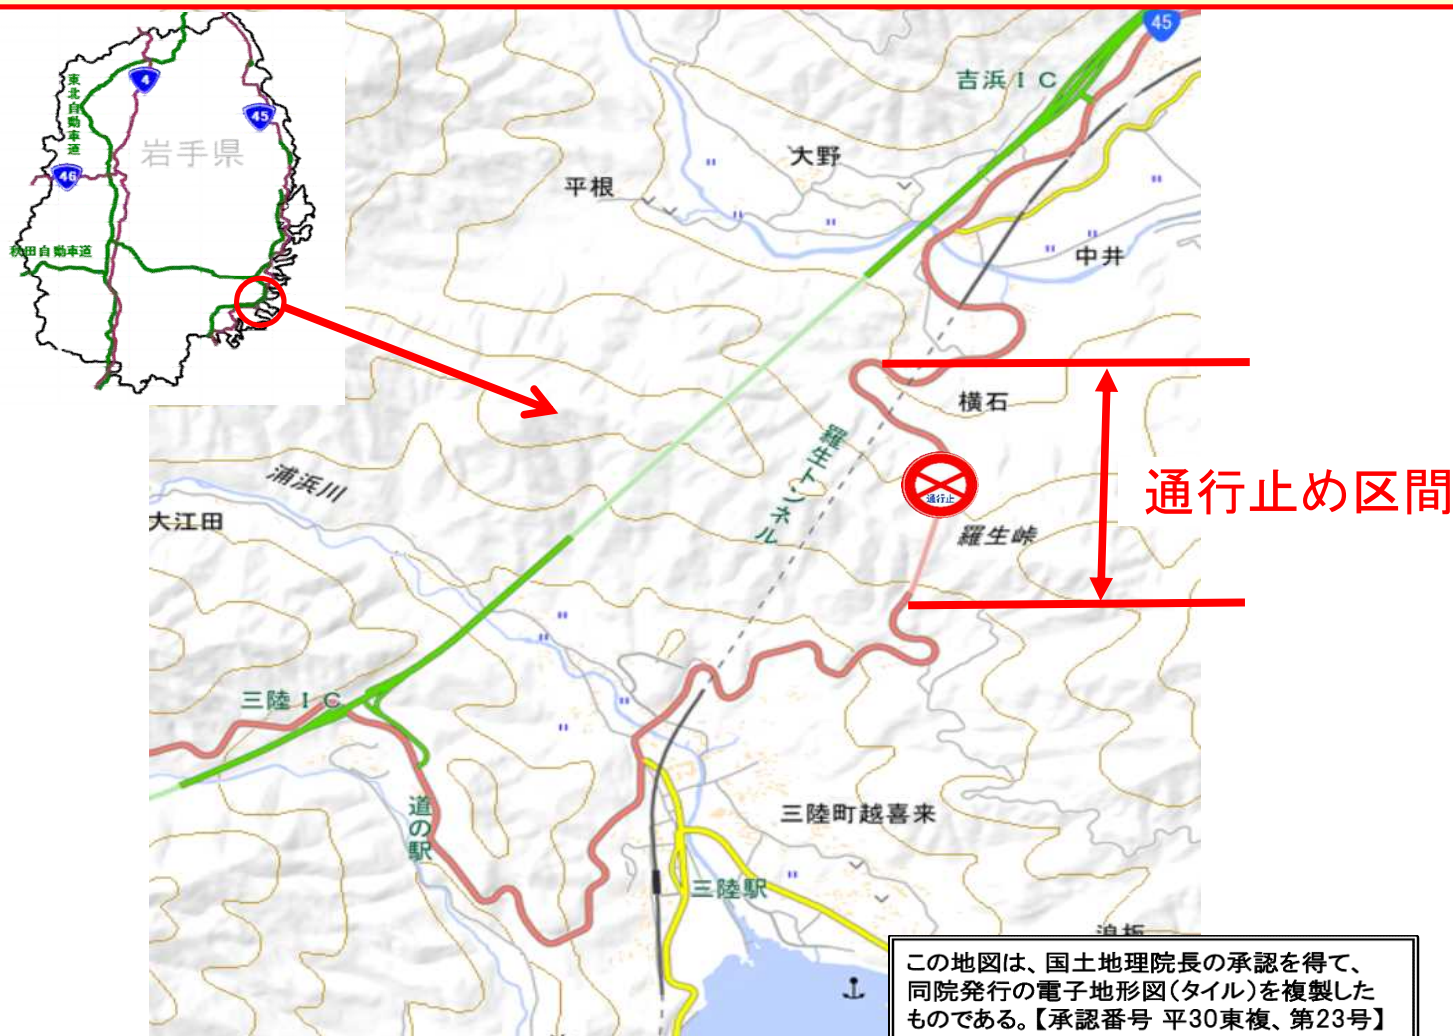 東北自動車道
4
45
岩手県
46
秋田自動車道
45
吉浜IC
大野
平根
中井
横石
羅生トンネル
通行止
通行止め区間
羅生峠
浦浜川
大江田
三陸IC
道の駅
三陸町越喜来
三陸駅
この地図は、国土地理院長の承認を得て、
同院発行の電子地形図(タイル)を複製した
ものである。【承認番号 平30東複、第23号】